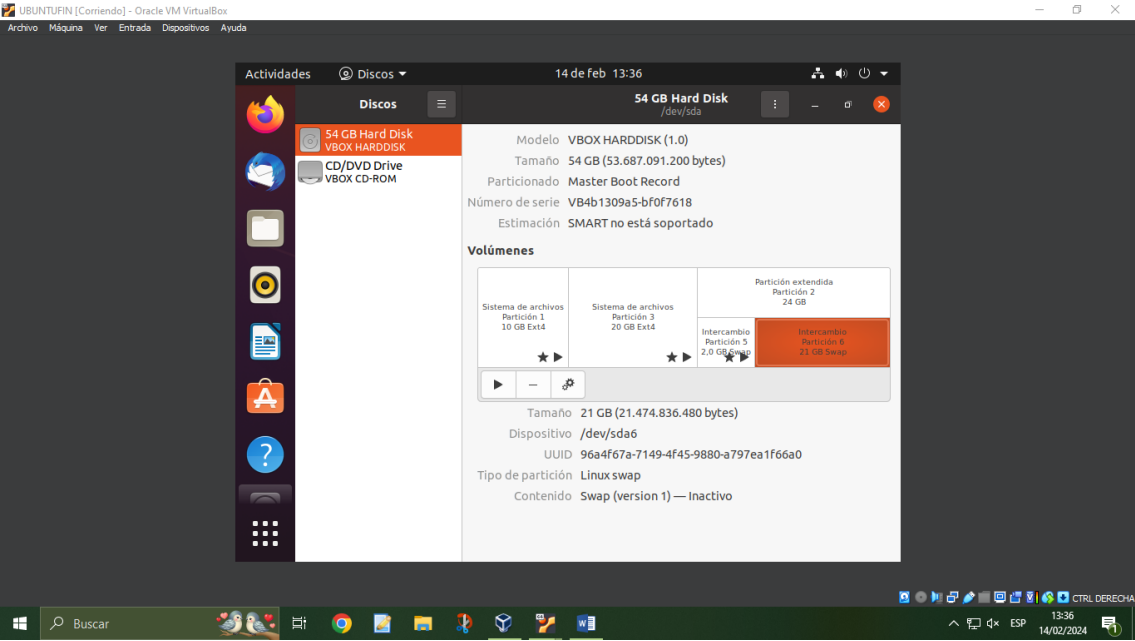 UBUNTUFIN [Corriendo] - Oracle VM VirtualBox
Archivo Máquina Ver Entrada Dispositivos Ayuda
Actividades Discos 14 de feb 13:36
Discos
54 GB Hard Disk
/dev/sda
54 GB Hard Disk
VBOX HARDDISK
CD/DVD Drive
VBOX CD-ROM
Modelo VBOX HARDDISK (1.0)
Tamaño 54 GB (53.687.091.200 bytes)
Particionado Master Boot Record
Número de serie VB4b1309a5-bf0f7618
Estimación SMART no está soportado
Volúmenes
Sistema de archivos
Partición 1
10 GB Ext4
Sistema de archivos
Partición 3
20 GB Ext4
Partición extendida
Partición 2
24 GB
Intercambio
Partición 5
2,0 GB Swap
Intercambio
Partición 6
21 GB Swap
Tamaño 21 GB (21.474.836.480 bytes)
Dispositivo /dev/sda6
UUID 96a4f67a-7149-4f45-9880-a797ea1f66a0
Tipo de partición Linux swap
Contenido Swap (version 1) — Inactivo
CTRL DERECHA
Buscar
ESP
13:36
14/02/2024
1